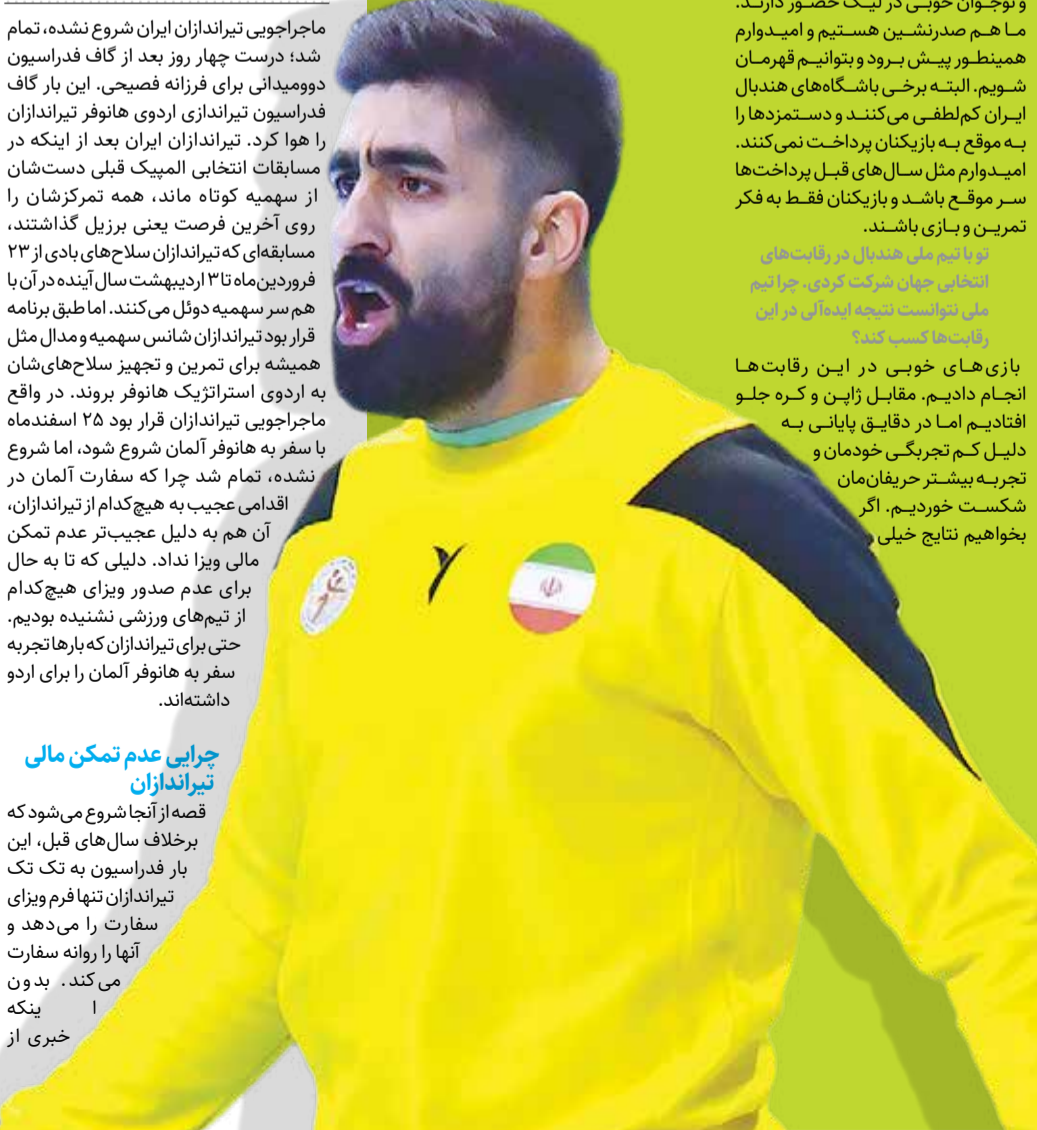 و نوجوان خوبی در لیگ حضور دارند.
ما هم صدرنشین هستیم و امیدوارم
همینطور پیش برود و بتوانیم قهرمان
شویم. البته برخی باشگاه‌های هندبال
ایران کم‌لطفی می‌کنند و دستمزدها را
به موقع به بازیکنان پرداخت نمی‌کنند.
امیدوارم مثل سال‌های قبل پرداخت‌ها
سر موقع باشد و بازیکنان فقط به فکر
تمرین و بازی باشند.
تو با تیم ملی هندبال در رقابت‌های
انتخابی جهان شرکت کردی. چرا تیم
ملی نتوانست نتیجه ایده‌آلی در این
رقابت‌ها کسب کند؟
بازی‌های خوبی در این رقابت‌ها
انجام دادیم. مقابل ژاپن و کره جلو
افتادیم اما در دقایق پایانی به
دلیل کم تجربگی خودمان و
تجربه بیشتر حریفان‌مان
شکست خوردیم. اگر
بخواهیم نتایج خیلی
ماجراجویی تیراندازان ایران شروع نشده، تمام
شد؛ درست چهار روز بعد از گاف فدراسیون
دوومیدانی برای فرزانه فصیحی. این بار گاف
فدراسیون تیراندازی اردوی هانوفر تیراندازان
را هوا کرد. تیراندازان ایران بعد از اینکه در
مسابقات انتخابی المپیک قبلی دست‌شان
از سهمیه کوتاه ماند، همه تمرکزشان را
روی آخرین فرصت یعنی برزیل گذاشتند،
مسابقه‌ای که تیراندازان سلاح‌های بادی از ۲۳
فروردین‌ماه تا ۳ اردیبهشت سال آینده در آن با
هم سر سهمیه دوئل می‌کنند. اما طبق برنامه
قرار بود تیراندازان شانس سهمیه و مدال مثل
همیشه برای تمرین و تجهیز سلاح‌های‌شان
به اردوی استراتژیک هانوفر بروند. در واقع
ماجراجویی تیراندازان قرار بود ۲۵ اسفندماه
با سفر به هانوفر آلمان شروع شود، اما شروع
نشده، تمام شد چرا که سفارت آلمان در
اقدامی عجیب به هیچ‌کدام از تیراندازان،
آن هم به دلیل عجیب‌تر عدم تمکن
مالی ویزا نداد. دلیلی که تا به حال
برای عدم صدور ویزای هیچ‌کدام
از تیم‌های ورزشی نشنیده بودیم.
حتی برای تیراندازان که بارها تجربه
سفر به هانوفر آلمان را برای اردو
داشته‌اند.
چرایی عدم تمکن مالی
تیراندازان
قصه از آنجا شروع می‌شود که
برخلاف سال‌های قبل، این
بار فدراسیون به تک تک
تیراندازان تنها فرم ویزای
سفارت را می‌دهد و
آنها را روانه سفارت
می‌کند. بدون
ا ینکه
خبری از